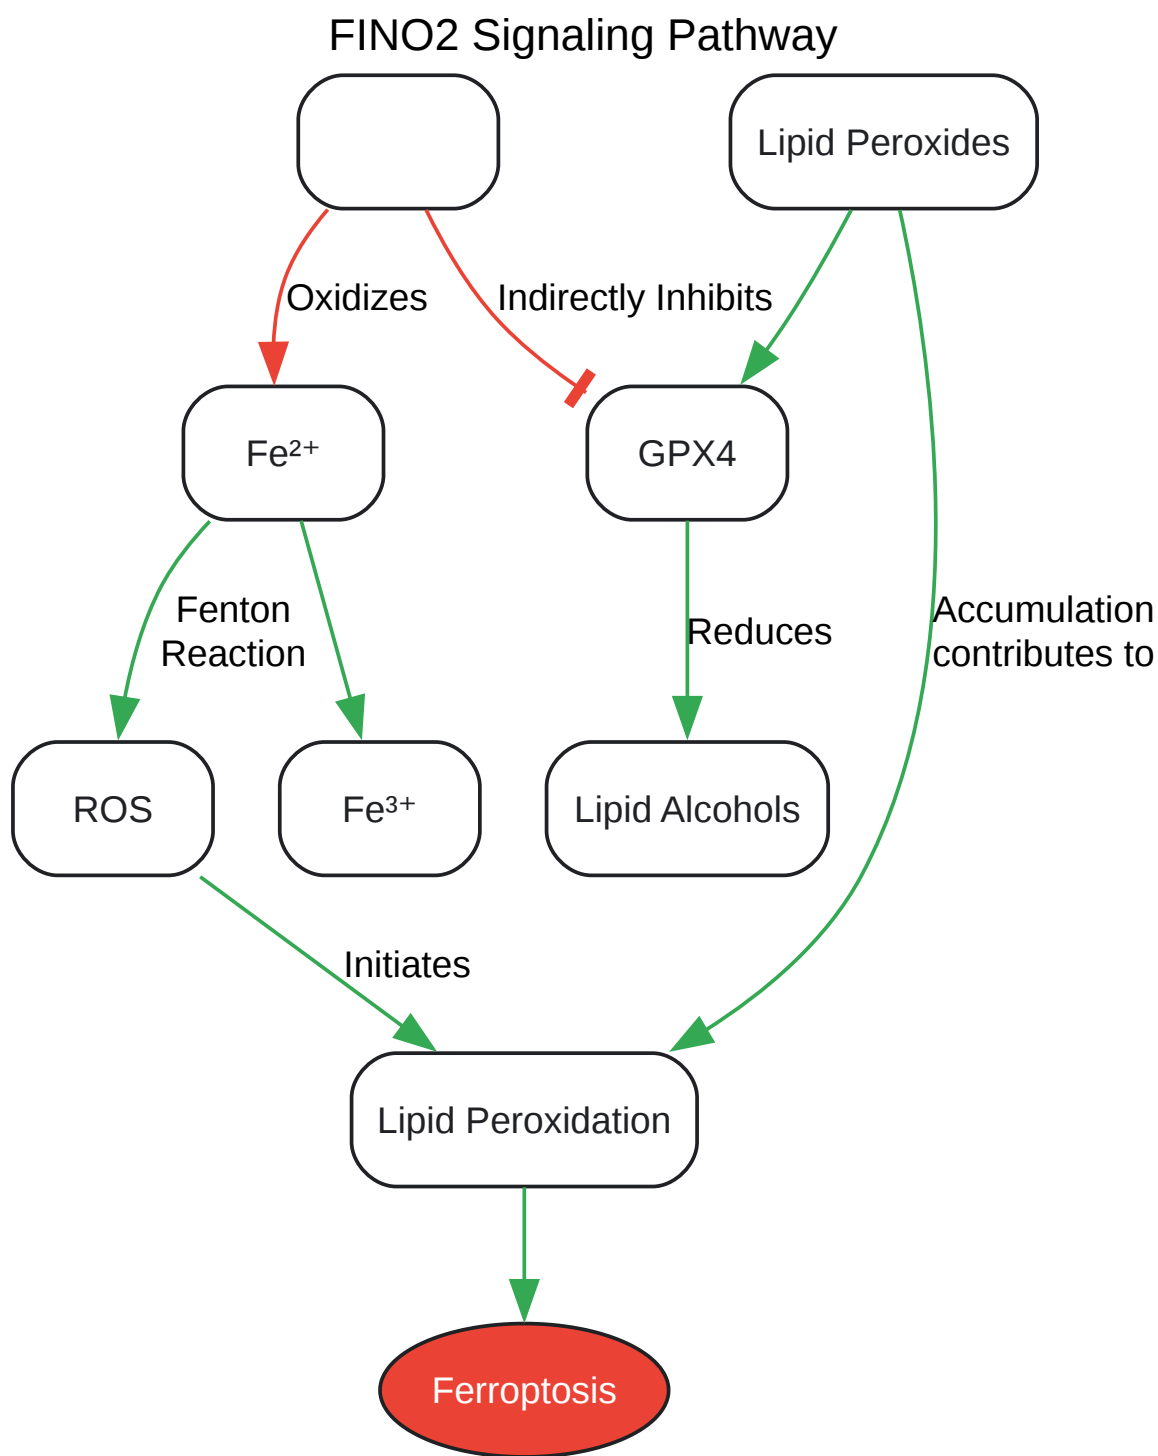 FINO2 Signaling Pathway
Lipid Peroxides
Oxidizes
Indirectly Inhibits
Fe²⁺
GPX4
Fenton
Reaction
Reduces
Accumulation
contributes to
ROS
Fe³⁺
Lipid Alcohols
Initiates
Lipid Peroxidation
Ferroptosis